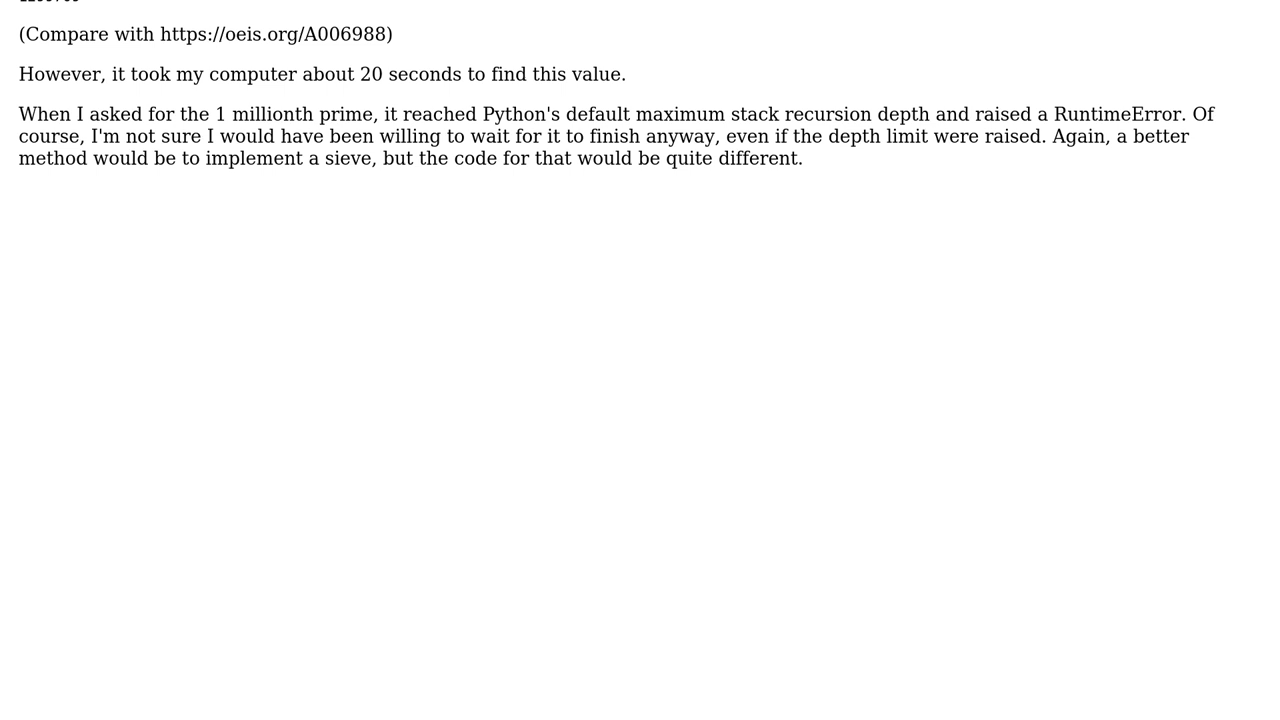 (Compare with https://oeis.org/A006988)
However, it took my computer about 20 seconds to find this value.
When I asked for the 1 millionth prime, it reached Python's default maximum stack recursion depth and raised a RuntimeError. Of
course, I'm not sure I would have been willing to wait for it to finish anyway, even if the depth limit were raised. Again, a better
method would be to implement a sieve, but the code for that would be quite different.